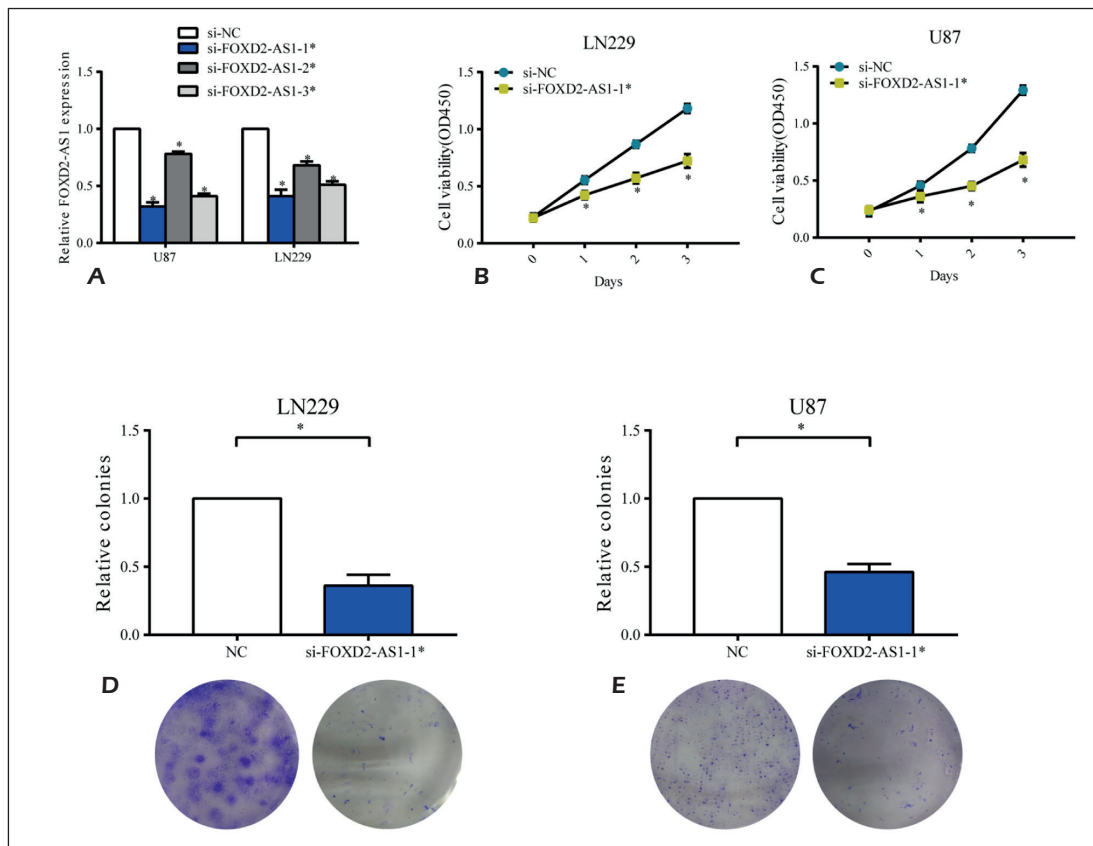 si-NC
si-FOXD2-AS1-1*
si-FOXD2-AS1-2*
si-FOXD2-AS1-3*
Relative FOXD2-AS1 expression
1.5
1.0
0.5
0.0
* * * * * *
U87 LN229
A
LN229
si-NC
si-FOXD2-AS1-1*
Cell viability(OD450)
1.5
1.0
0.5
0.0
* * *
0 1 2 3
Days
B
U87
si-NC
si-FOXD2-AS1-1*
Cell viability(OD450)
1.5
1.0
0.5
0.0
* * *
0 1 2 3
Days
C
LN229
*
Relative colonies
1.5
1.0
0.5
0.0
NC si-FOXD2-AS1-1*
D
U87
*
Relative colonies
1.5
1.0
0.5
0.0
NC si-FOXD2-AS1-1*
E